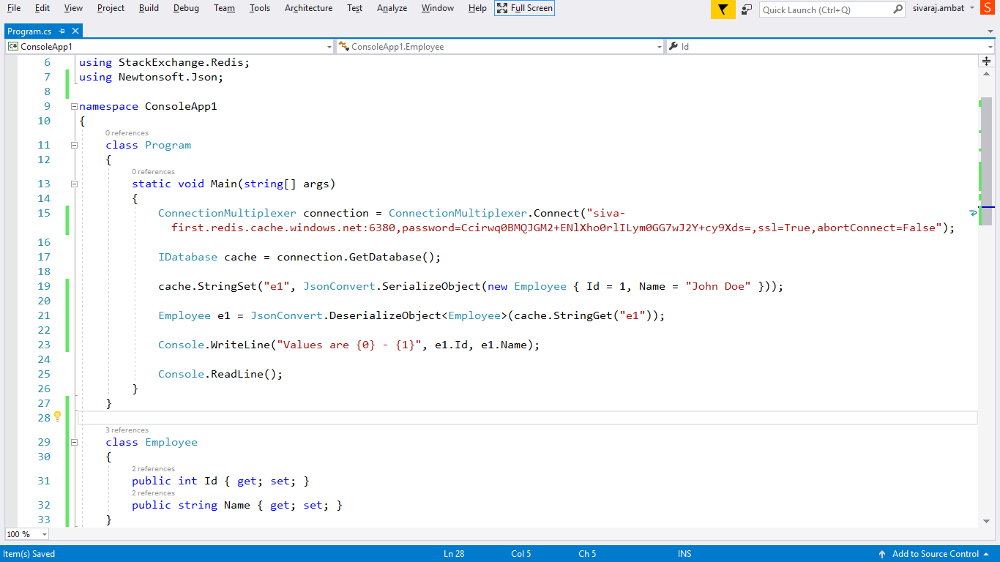 File Edit View Project Build Debug Team Tools Architecture Test Analyze Window Help Full Screen Quick Launch (Ctrl+Q) sivaraj.ambat S
Program.cs
C# ConsoleApp1 ConsoleApp1.Employee Id
6 using StackExchange.Redis;
7 using Newtonsoft.Json;
8
9 namespace ConsoleApp1
10 {
0 references
11 class Program
12 {
0 references
13 static void Main(string[] args)
14 {
15 ConnectionMultiplexer connection = ConnectionMultiplexer.Connect("siva-
first.redis.cache.windows.net:6380,password=Ccirwq0BMQJGM2+ENlXho0rlILym0GG7wJ2Y+cy9Xds=,ssl=True,abortConnect=False");
16
17 IDatabase cache = connection.GetDatabase();
18
19 cache.StringSet("e1", JsonConvert.SerializeObject(new Employee { Id = 1, Name = "John Doe" }));
20
21 Employee e1 = JsonConvert.DeserializeObject<Employee>(cache.StringGet("e1"));
22
23 Console.WriteLine("Values are {0} - {1}", e1.Id, e1.Name);
24
25 Console.ReadLine();
26 }
27 }
28
3 references
29 class Employee
30 {
2 references
31 public int Id { get; set; }
2 references
32 public string Name { get; set; }
33 }
100 %
Item(s) Saved Ln 28 Col 5 Ch 5 INS Add to Source Control